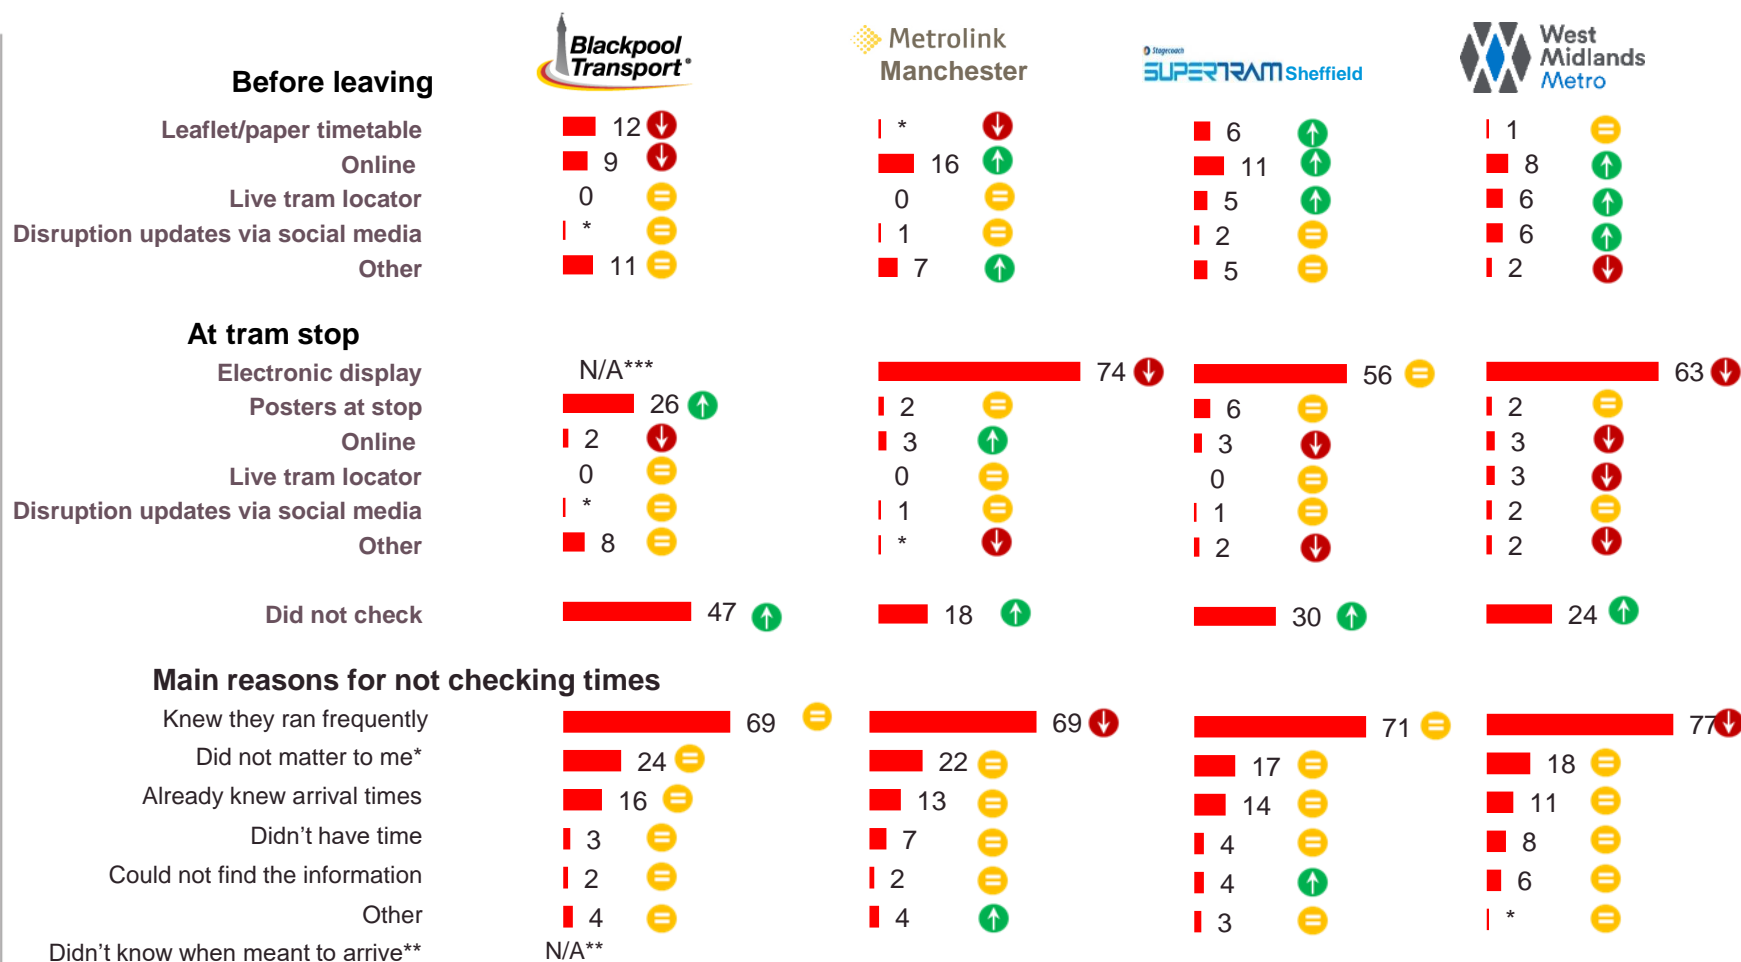 Blackpool Transport
Metrolink Manchester
Stagecoach SUPERTRAM Sheffield
West Midlands Metro
Before leaving
Leaflet/paper timetable 12 * 6 1
Online 9 16 11 8
Live tram locator 0 0 5 6
Disruption updates via social media * 1 2 6
Other 11 7 5 2
At tram stop
Electronic display N/A*** 74 56 63
Posters at stop 26 2 6 2
Online 2 3 3 3
Live tram locator 0 0 0 3
Disruption updates via social media * 1 1 2
Other 8 * 2 2
Did not check 47 18 30 24
Main reasons for not checking times
Knew they ran frequently 69 69 71 77
Did not matter to me* 24 22 17 18
Already knew arrival times 16 13 14 11
Didn’t have time 3 7 4 8
Could not find the information 2 2 4 6
Other 4 4 3 *
Didn’t know when meant to arrive** N/A**